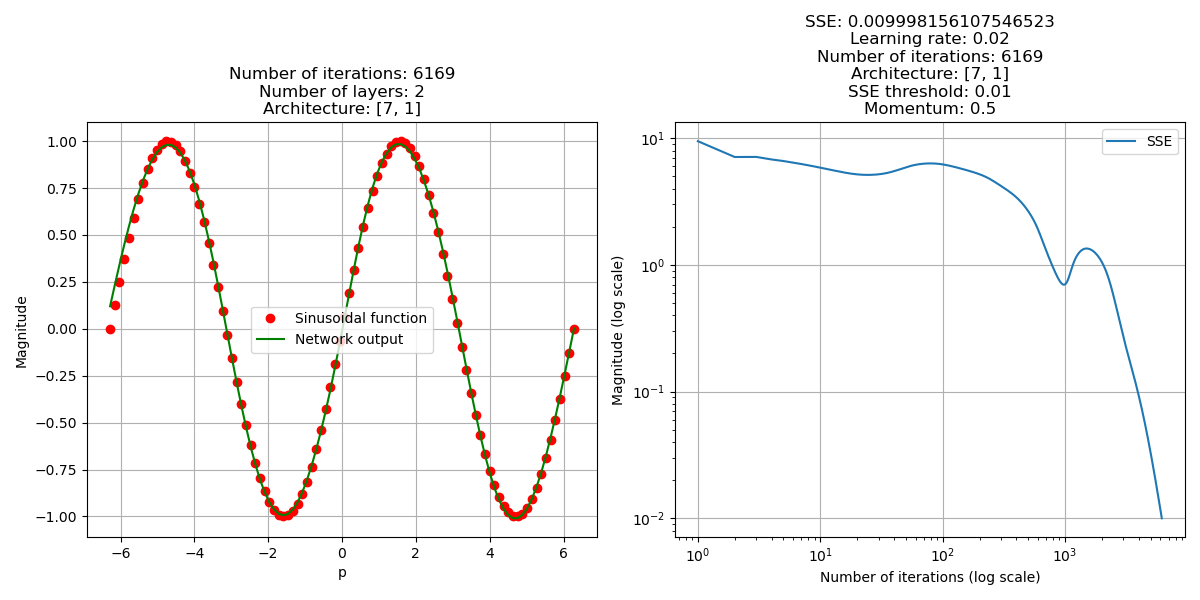 Number of iterations: 6169
Number of layers: 2
Architecture: [7, 1]
1.00
0.75
0.50
0.25
0.00
−0.25
−0.50
−0.75
−1.00
Magnitude
Sinusoidal function
Network output
−6 −4 −2 0 2 4 6
p
SSE: 0.009998156107546523
Learning rate: 0.02
Number of iterations: 6169
Architecture: [7, 1]
SSE threshold: 0.01
Momentum: 0.5
SSE
10¹
10⁰
10⁻¹
10⁻²
Magnitude (log scale)
10⁰ 10¹ 10² 10³
Number of iterations (log scale)